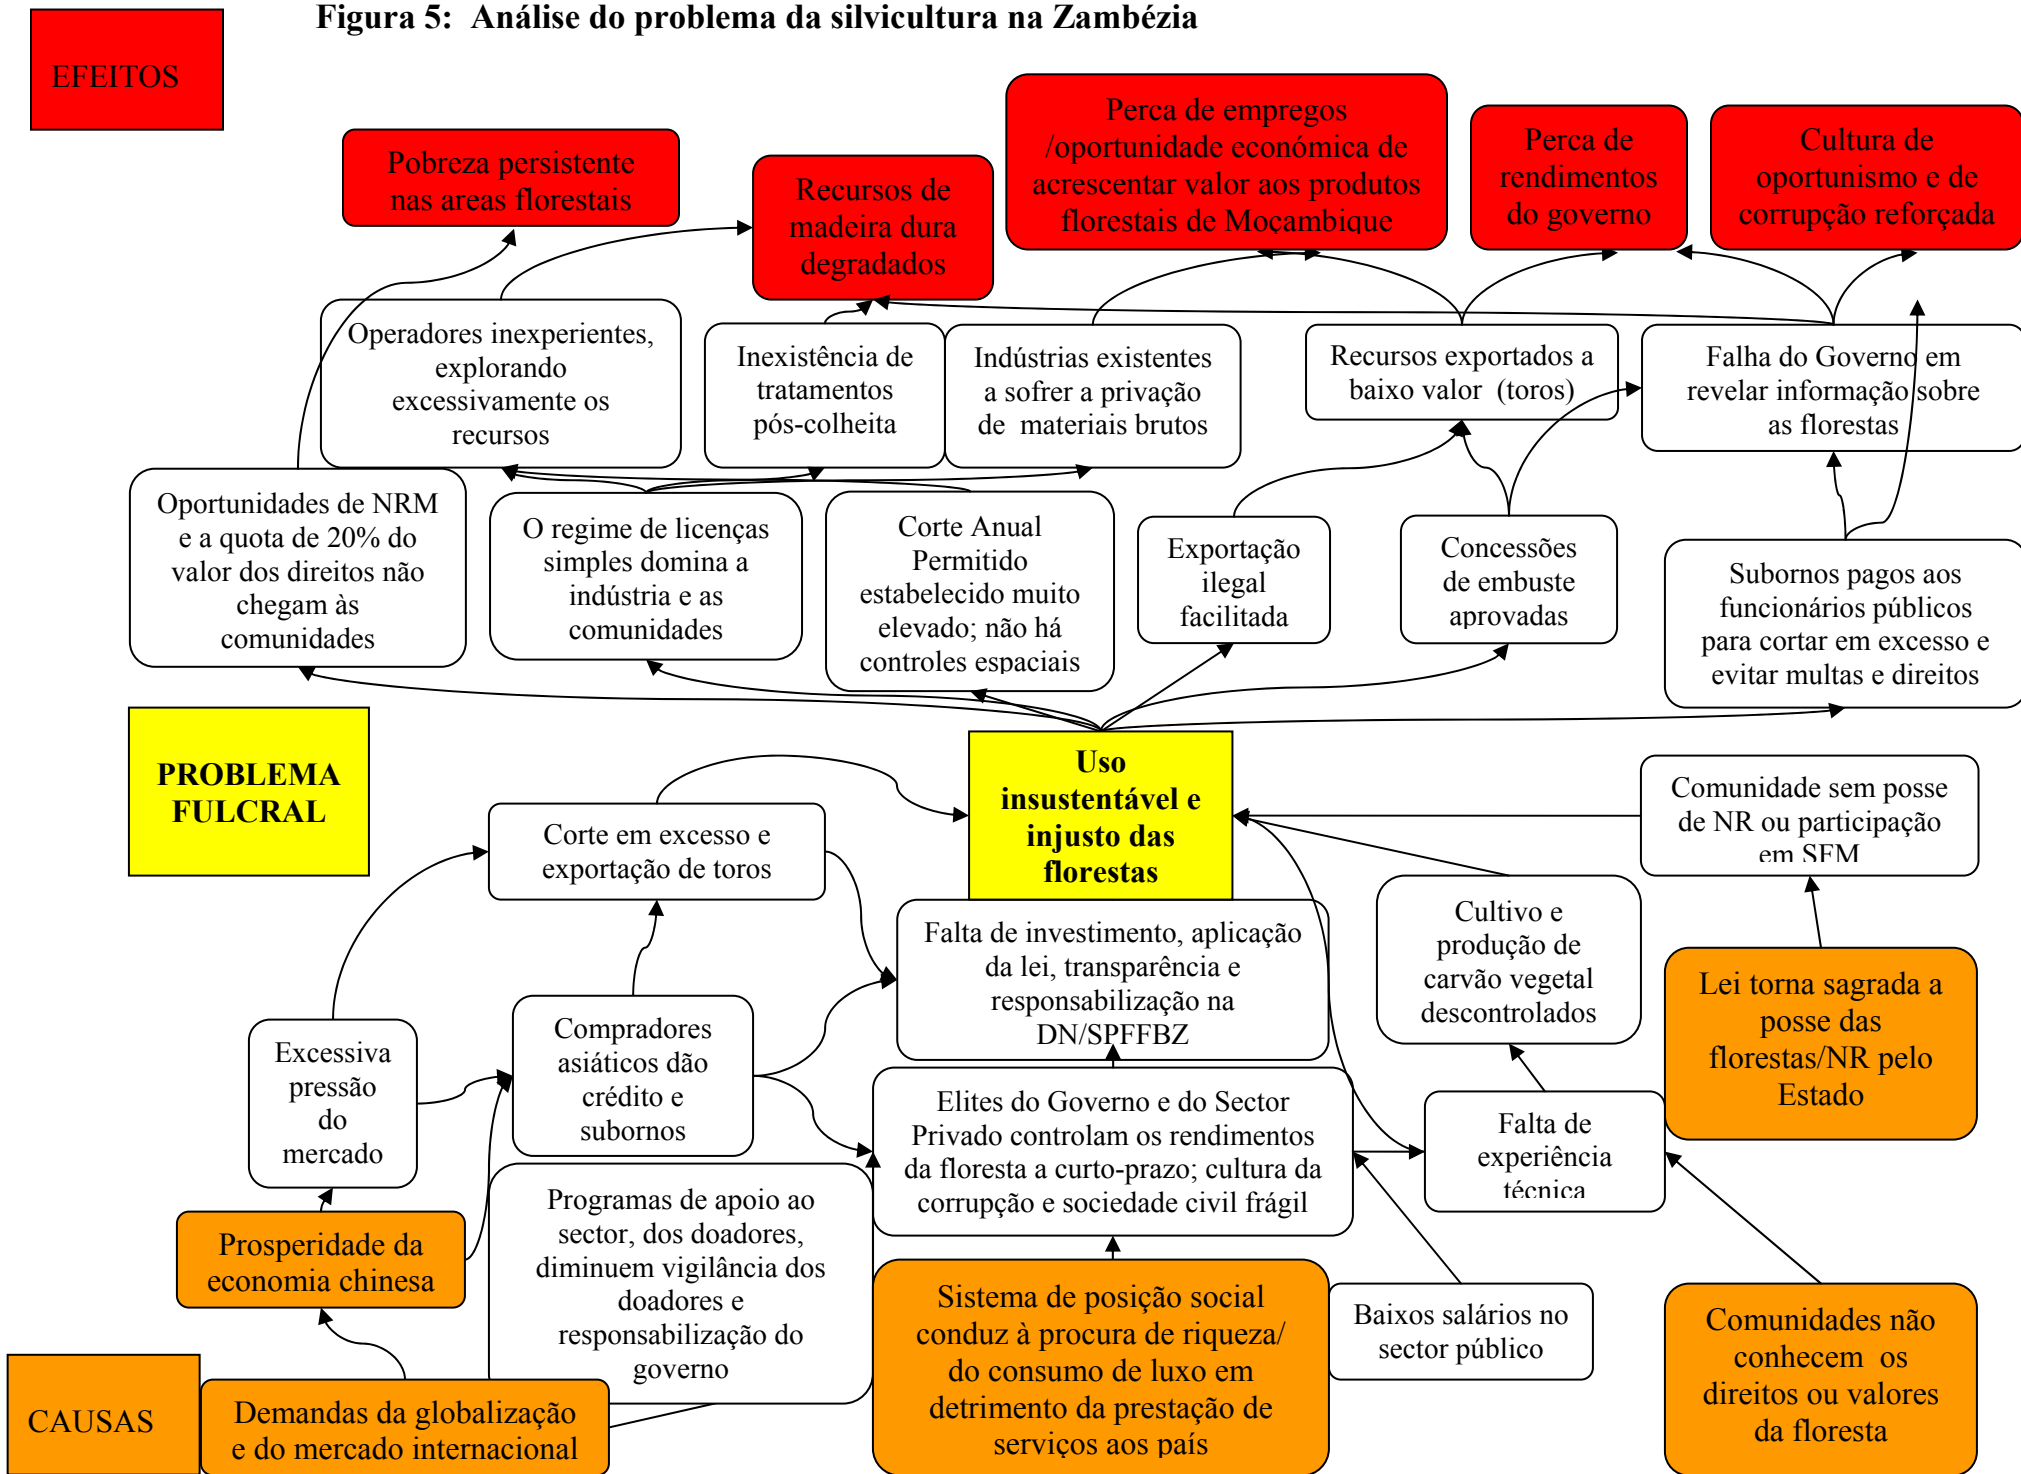 Figura 5: Análise do problema da silvicultura na Zambézia
EFEITOS
Pobreza persistente
nas areas florestais
Recursos de
madeira dura
degradados
Perca de empregos
/oportunidade económica de
acrescentar valor aos produtos
florestais de Moçambique
Perca de
rendimentos
do governo
Cultura de
oportunismo e de
corrupção reforçada
Operadores inexperientes,
explorando
excessivamente os
recursos
Inexistência de
tratamentos
pós-colheita
Indústrias existentes
a sofrer a privação
de materiais brutos
Recursos exportados a
baixo valor (toros)
Falha do Governo em
revelar informação sobre
as florestas
Oportunidades de NRM
e a quota de 20% do
valor dos direitos não
chegam às
comunidades
O regime de licenças
simples domina a
indústria e as
comunidades
Corte Anual
Permitido
estabelecido muito
elevado; não há
controles espaciais
Exportação
ilegal
facilitada
Concessões
de embuste
aprovadas
Subornos pagos aos
funcionários públicos
para cortar em excesso e
evitar multas e direitos
PROBLEMA
FULCRAL
Uso
insustentável e
injusto das
florestas
Corte em excesso e
exportação de toros
Comunidade sem posse
de NR ou participação
em SFM
Falta de investimento, aplicação
da lei, transparência e
responsabilização na
DN/SPFFBZ
Cultivo e
produção de
carvão vegetal
descontrolados
Lei torna sagrada a
posse das
florestas/NR pelo
Estado
Excessiva
pressão
do
mercado
Compradores
asiáticos dão
crédito e
subornos
Elites do Governo e do Sector
Privado controlam os rendimentos
da floresta a curto-prazo; cultura da
corrupção e sociedade civil frágil
Falta de
experiência
técnica
Prosperidade da
economia chinesa
Programas de apoio ao
sector, dos doadores,
diminuem vigilância dos
doadores e
responsabilização do
governo
Sistema de posição social
conduz à procura de riqueza/
do consumo de luxo em
detrimento da prestação de
serviços aos país
Baixos salários no
sector público
Comunidades não
conhecem os
direitos ou valores
da floresta
CAUSAS
Demandas da globalização
e do mercado internacional